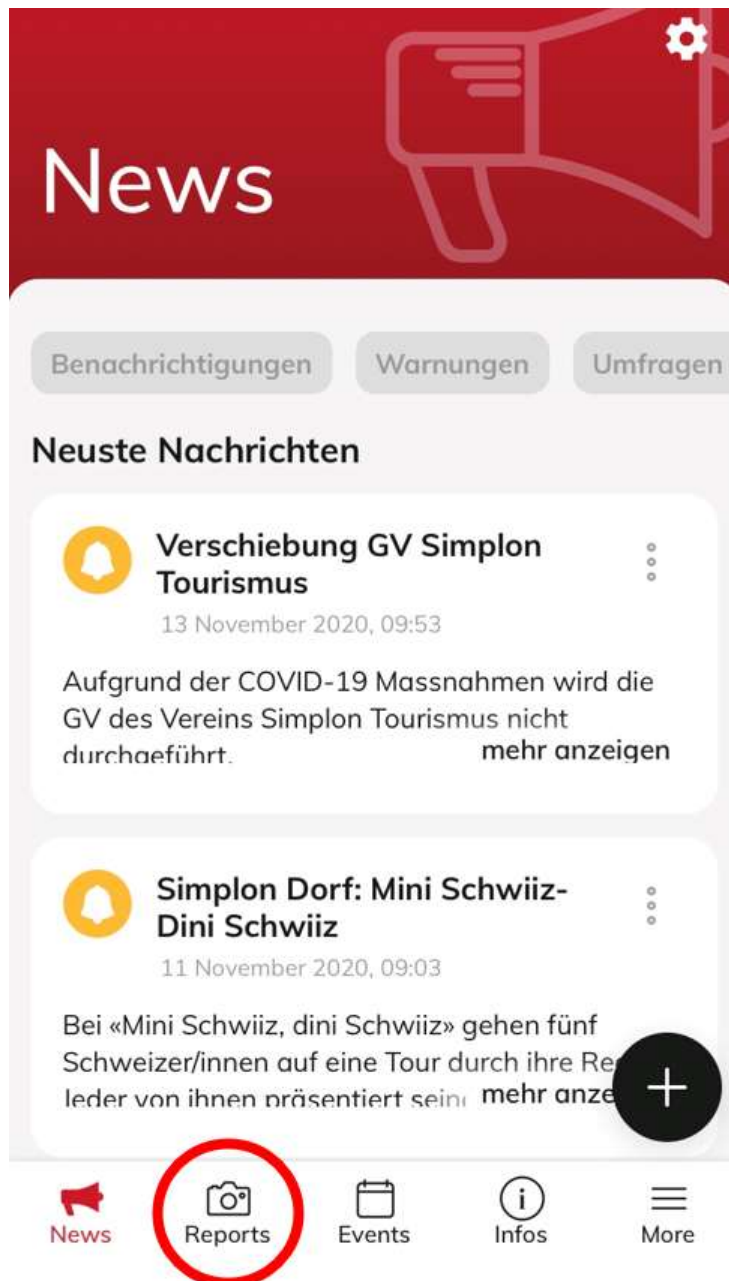 News
Benachrichtigungen Warnungen Umfragen
Neuste Nachrichten
Verschiebung GV Simplon
Tourismus
13 November 2020, 09:53
Aufgrund der COVID-19 Massnahmen wird die
GV des Vereins Simplon Tourismus nicht
durchgeführt. mehr anzeigen
Simplon Dorf: Mini Schwiiz-
Dini Schwiiz
11 November 2020, 09:03
Bei «Mini Schwiiz, dini Schwiiz» gehen fünf
Schweizer/innen auf eine Tour durch ihre
Jeder von ihnen präsentiert mehr
News Reports Events Infos More